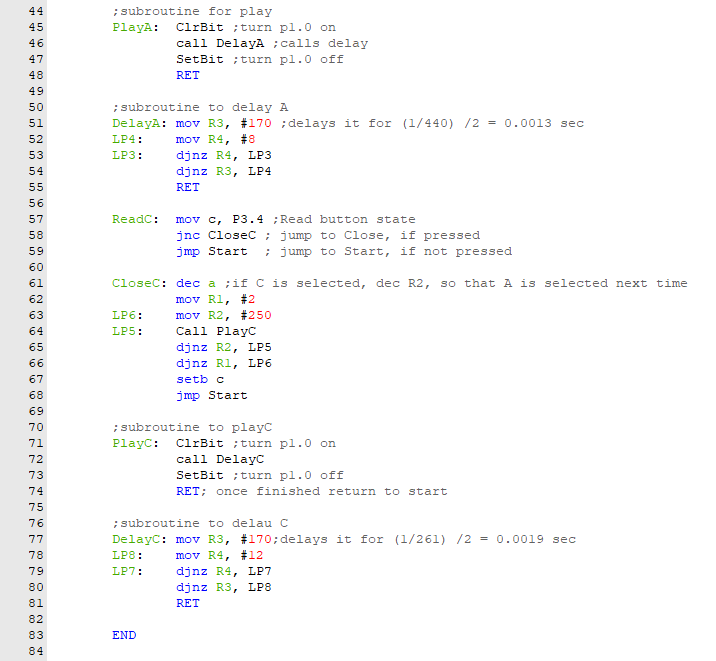 44 ;subroutine for play
45 PlayA: ClrBit ;turn p1.0 on
46 call DelayA ;calls delay
47 SetBit ;turn p1.0 off
48 RET
49
50 ;subroutine to delay A
51 DelayA: mov R3, #170 ;delays it for (1/440) /2 = 0.0013 sec
52 LP4: mov R4, #8
53 LP3: djnz R4, LP3
54 djnz R3, LP4
55 RET
56
57 ReadC: mov c, P3.4 ;Read button state
58 jnc CloseC ; jump to Close, if pressed
59 jmp Start ; jump to Start, if not pressed
60
61 CloseC: dec a ;if C is selected, dec R2, so that A is selected next time
62 mov R1, #2
63 LP6: mov R2, #250
64 LP5: Call PlayC
65 djnz R2, LP5
66 djnz R1, LP6
67 setb c
68 jmp Start
69
70 ;subroutine to playC
71 PlayC: ClrBit ;turn p1.0 on
72 call DelayC
73 SetBit ;turn p1.0 off
74 RET; once finished return to start
75
76 ;subroutine to delau C
77 DelayC: mov R3, #170;delays it for (1/261) /2 = 0.0019 sec
78 LP8: mov R4, #12
79 LP7: djnz R4, LP7
80 djnz R3, LP8
81 RET
82
83 END
84